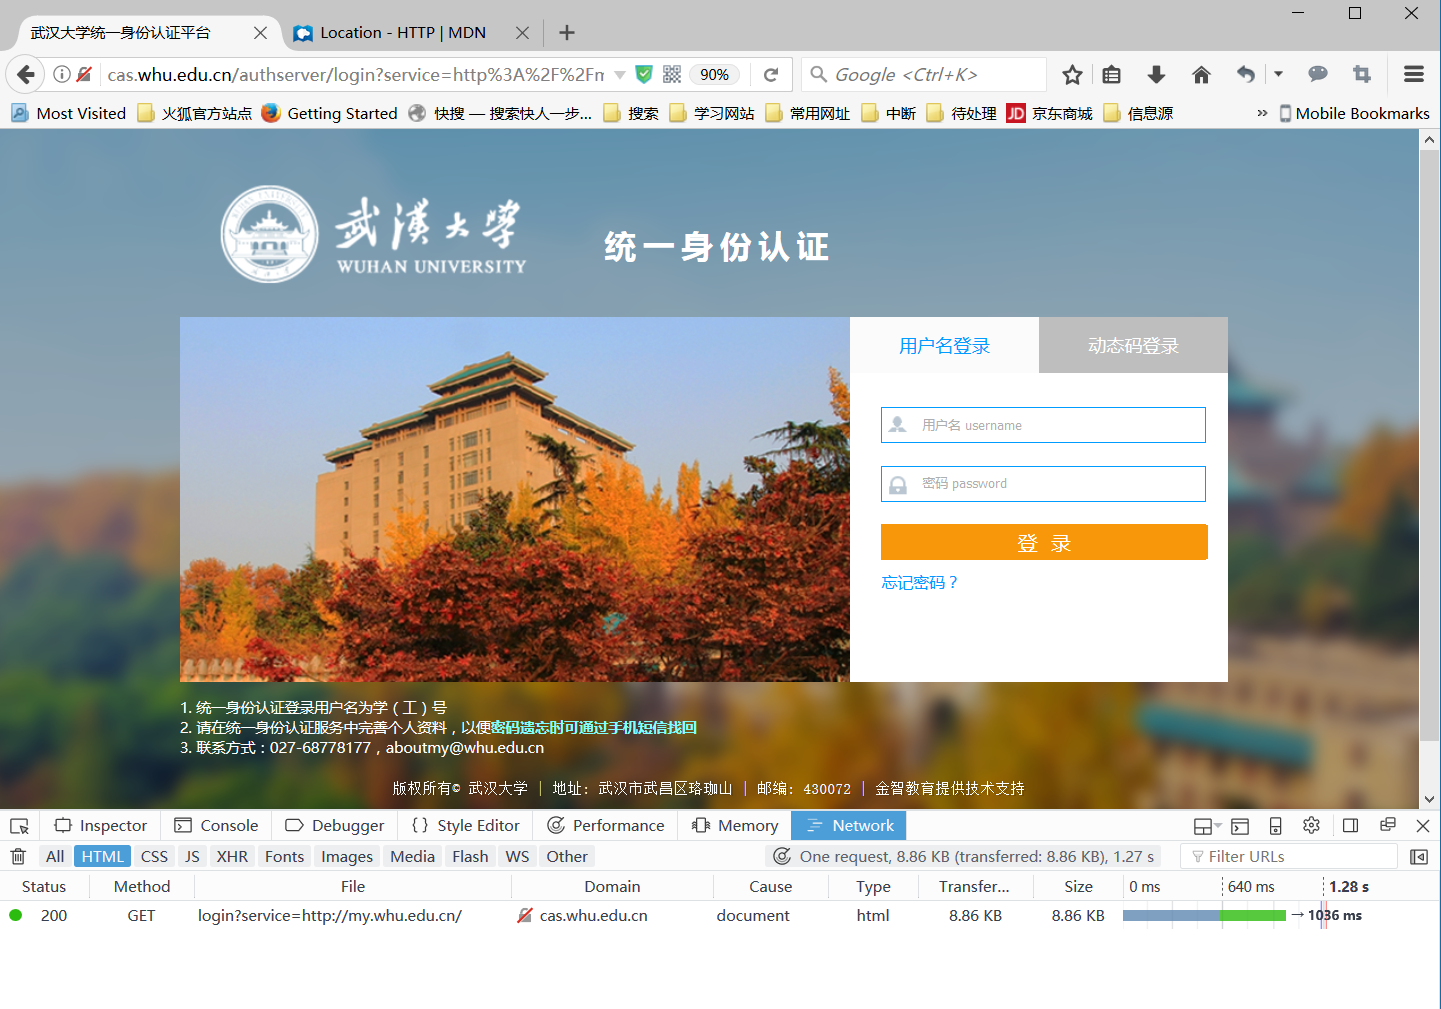 武汉大学统一身份认证平台
Location - HTTP | MDN
cas.whu.edu.cn/authserver/login?service=http%3A%2F%2Fm
90%
Google <Ctrl+K>
Most Visited 火狐官方站点 Getting Started 快搜 — 搜索快人一步... 搜索 学习网站 常用网址 中断 待处理 JD 京东商城 信息源 » Mobile Bookmarks
武汉大学
WUHAN UNIVERSITY
统一身份认证
用户名登录 动态码登录
用户名 username
密码 password
登 录
忘记密码？
1. 统一身份认证登录用户名为学（工）号
2. 请在统一身份认证服务中完善个人资料，以便密码遗忘时可通过手机短信找回
3. 联系方式：027-68778177，aboutmy@whu.edu.cn
版权所有© 武汉大学 | 地址：武汉市武昌区珞珈山 | 邮编：430072 | 金智教育提供技术支持
Inspector Console Debugger Style Editor Performance Memory Network
All HTML CSS JS XHR Fonts Images Media Flash WS Other One request, 8.86 KB (transferred: 8.86 KB), 1.27 s Filter URLs
Status Method File Domain Cause Type Transfer... Size 0 ms 640 ms 1.28 s
200 GET login?service=http://my.whu.edu.cn/ cas.whu.edu.cn document html 8.86 KB 8.86 KB → 1036 ms